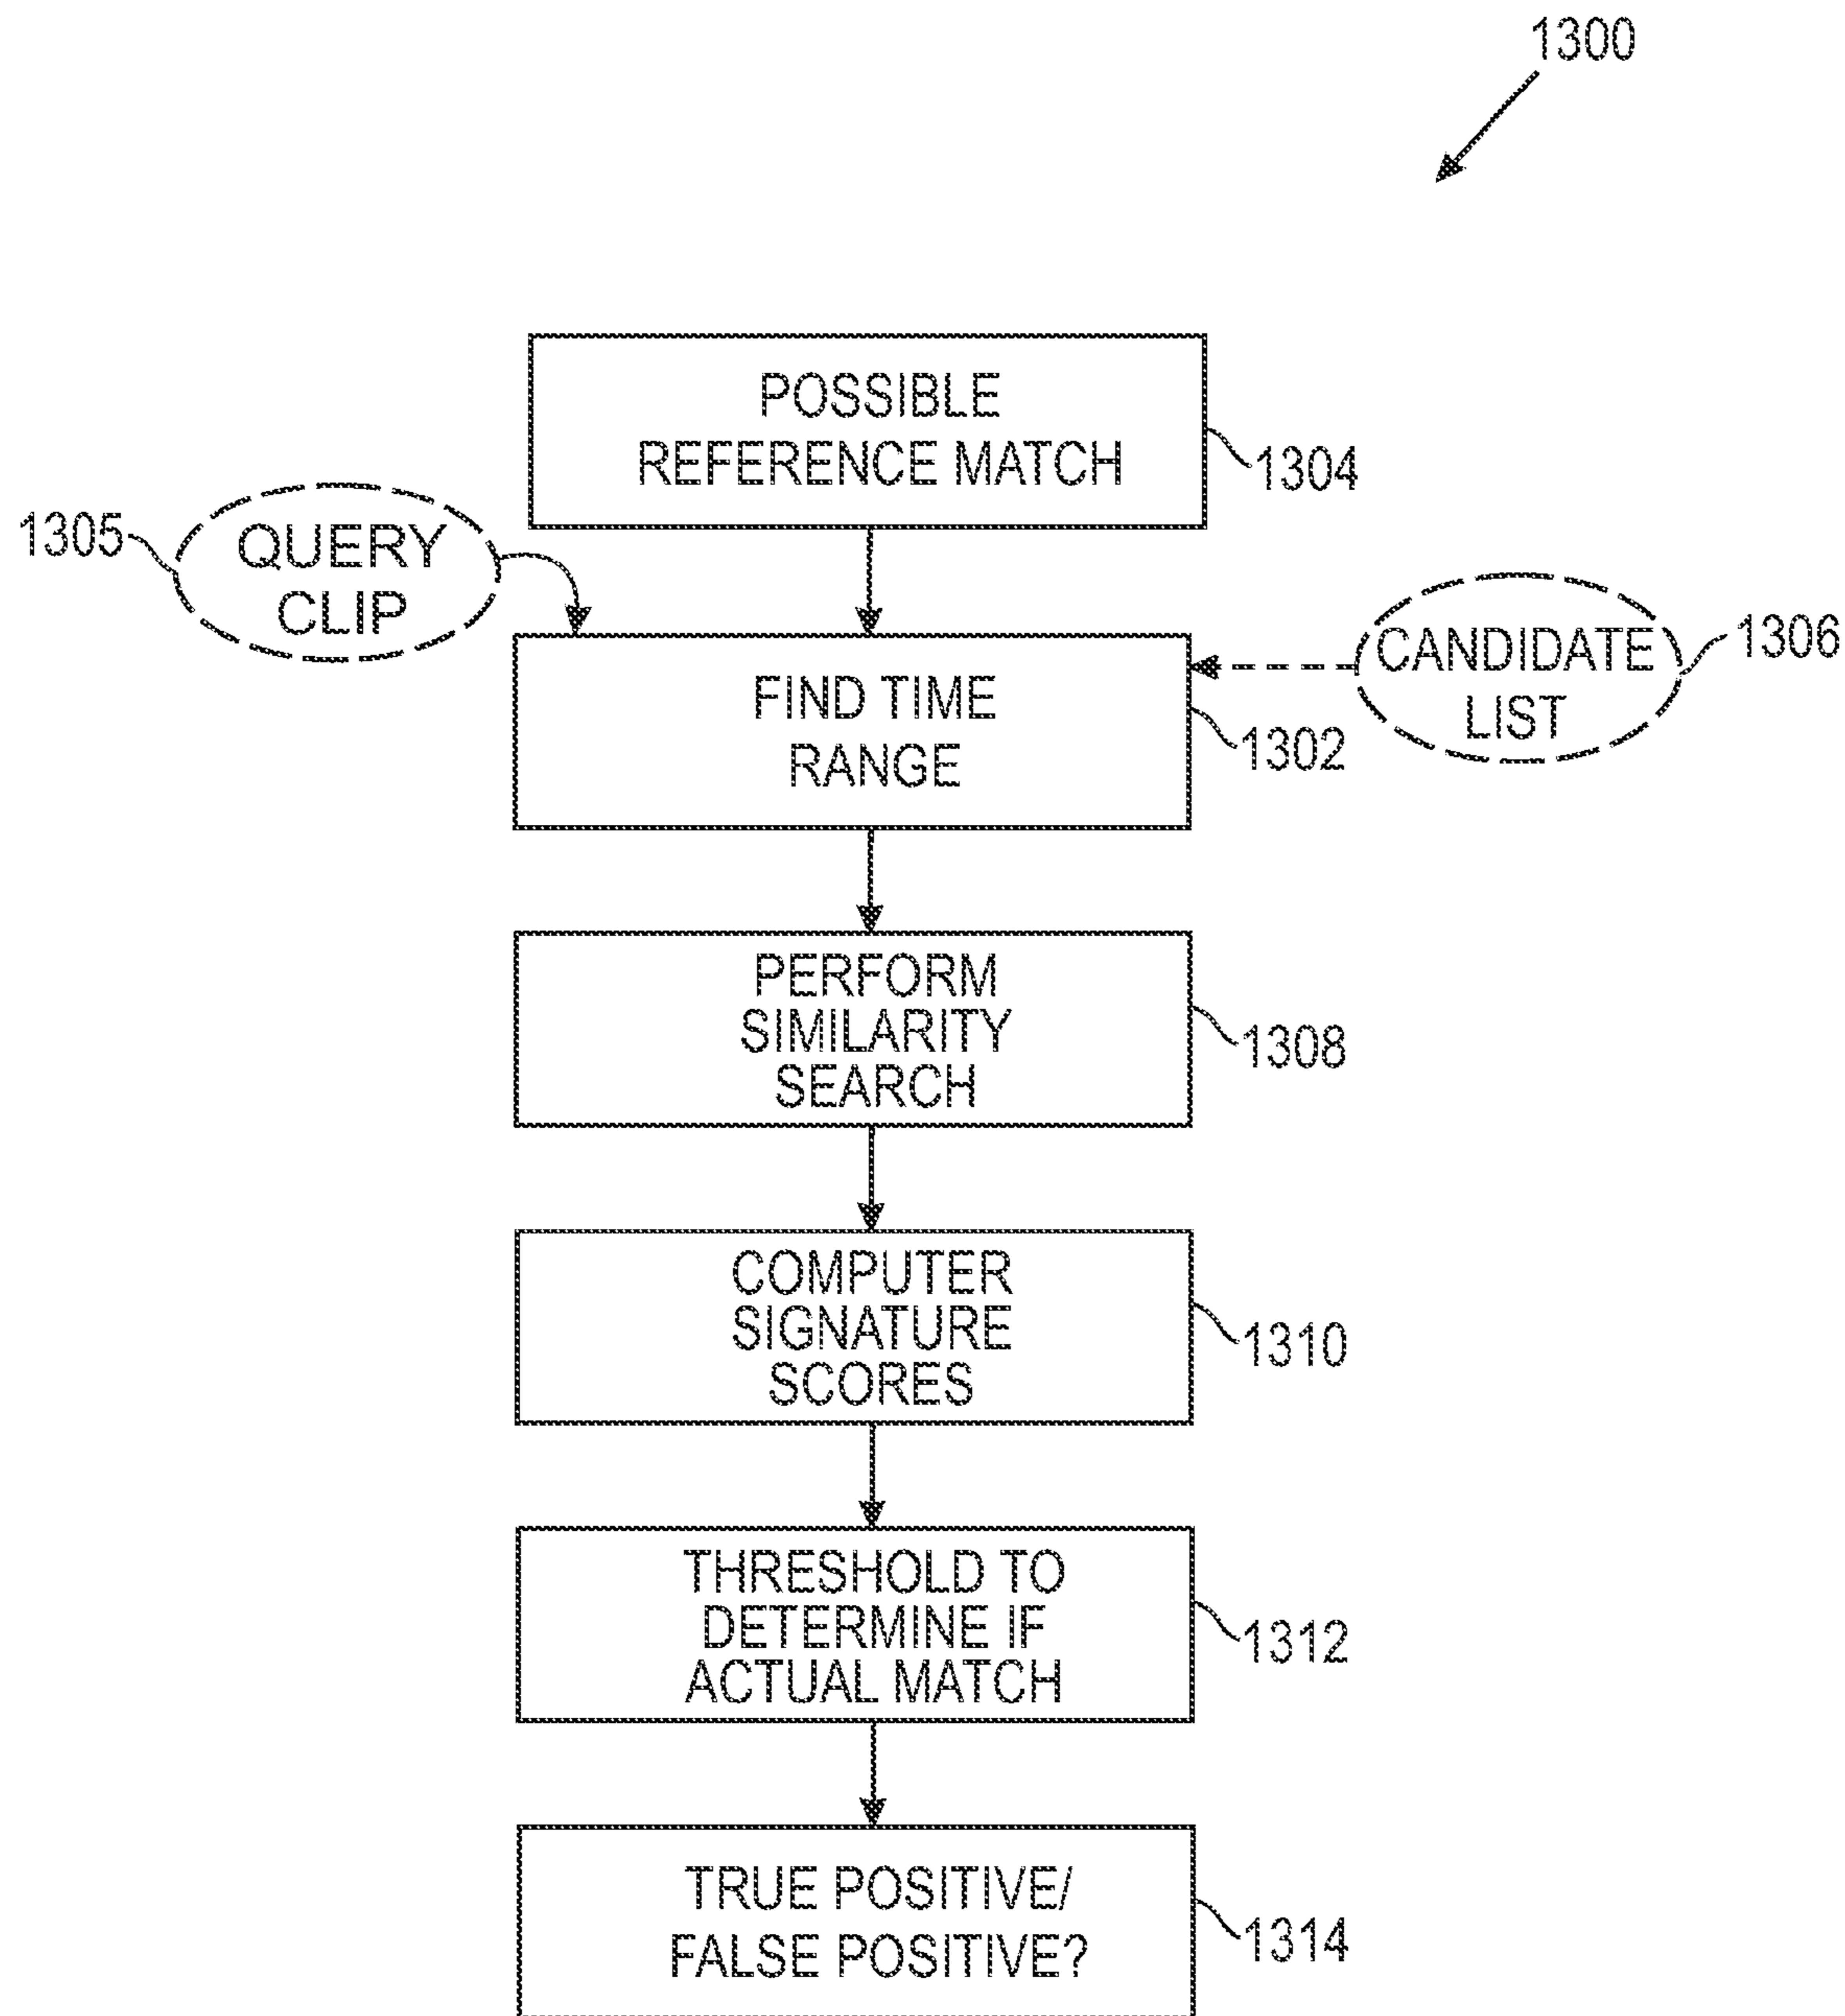 1300
POSSIBLE
REFERENCE MATCH
1304
1305
QUERY
CLIP
CANDIDATE
LIST
1306
FIND TIME
RANGE
1302
PERFORM
SIMILARITY
SEARCH
1308
COMPUTER
SIGNATURE
SCORES
1310
THRESHOLD TO
DETERMINE IF
ACTUAL MATCH
1312
TRUE POSITIVE/
FALSE POSITIVE?
1314